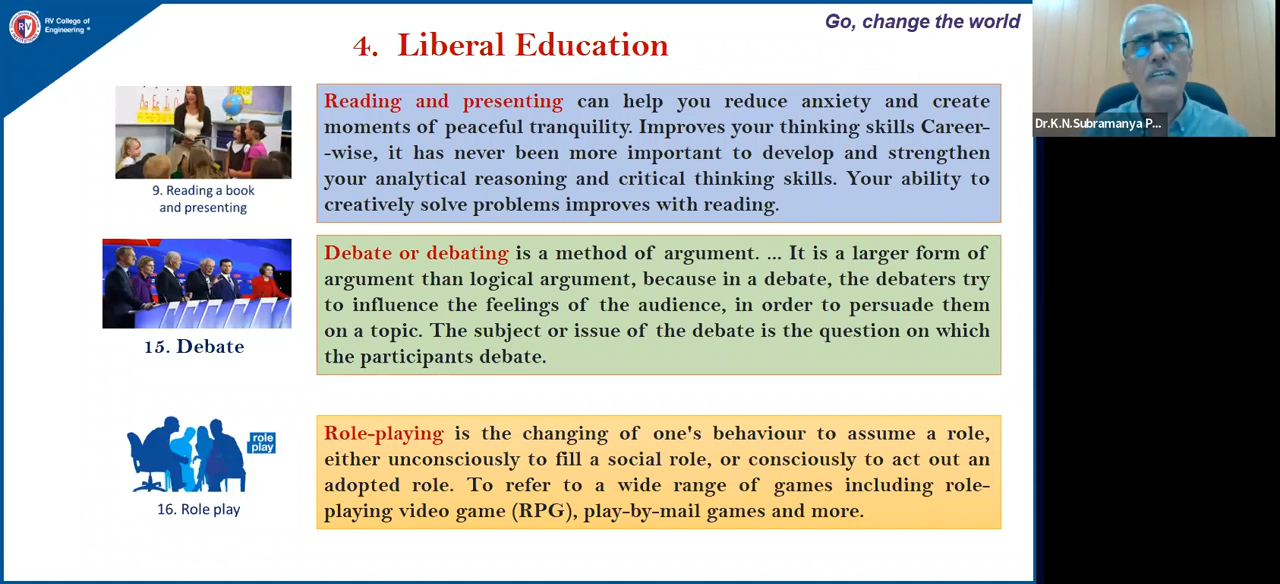 RV College of
Engineering
Go, change the world
4. Liberal Education
Dr.K.N.Subramanya P...
9. Reading a book
and presenting
Reading and presenting can help you reduce anxiety and create
moments of peaceful tranquility. Improves your thinking skills Career-
-wise, it has never been more important to develop and strengthen
your analytical reasoning and critical thinking skills. Your ability to
creatively solve problems improves with reading.
15. Debate
Debate or debating is a method of argument. ... It is a larger form of
argument than logical argument, because in a debate, the debaters try
to influence the feelings of the audience, in order to persuade them
on a topic. The subject or issue of the debate is the question on which
the participants debate.
role
play
16. Role play
Role-playing is the changing of one's behaviour to assume a role,
either unconsciously to fill a social role, or consciously to act out an
adopted role. To refer to a wide range of games including role-
playing video game (RPG), play-by-mail games and more.